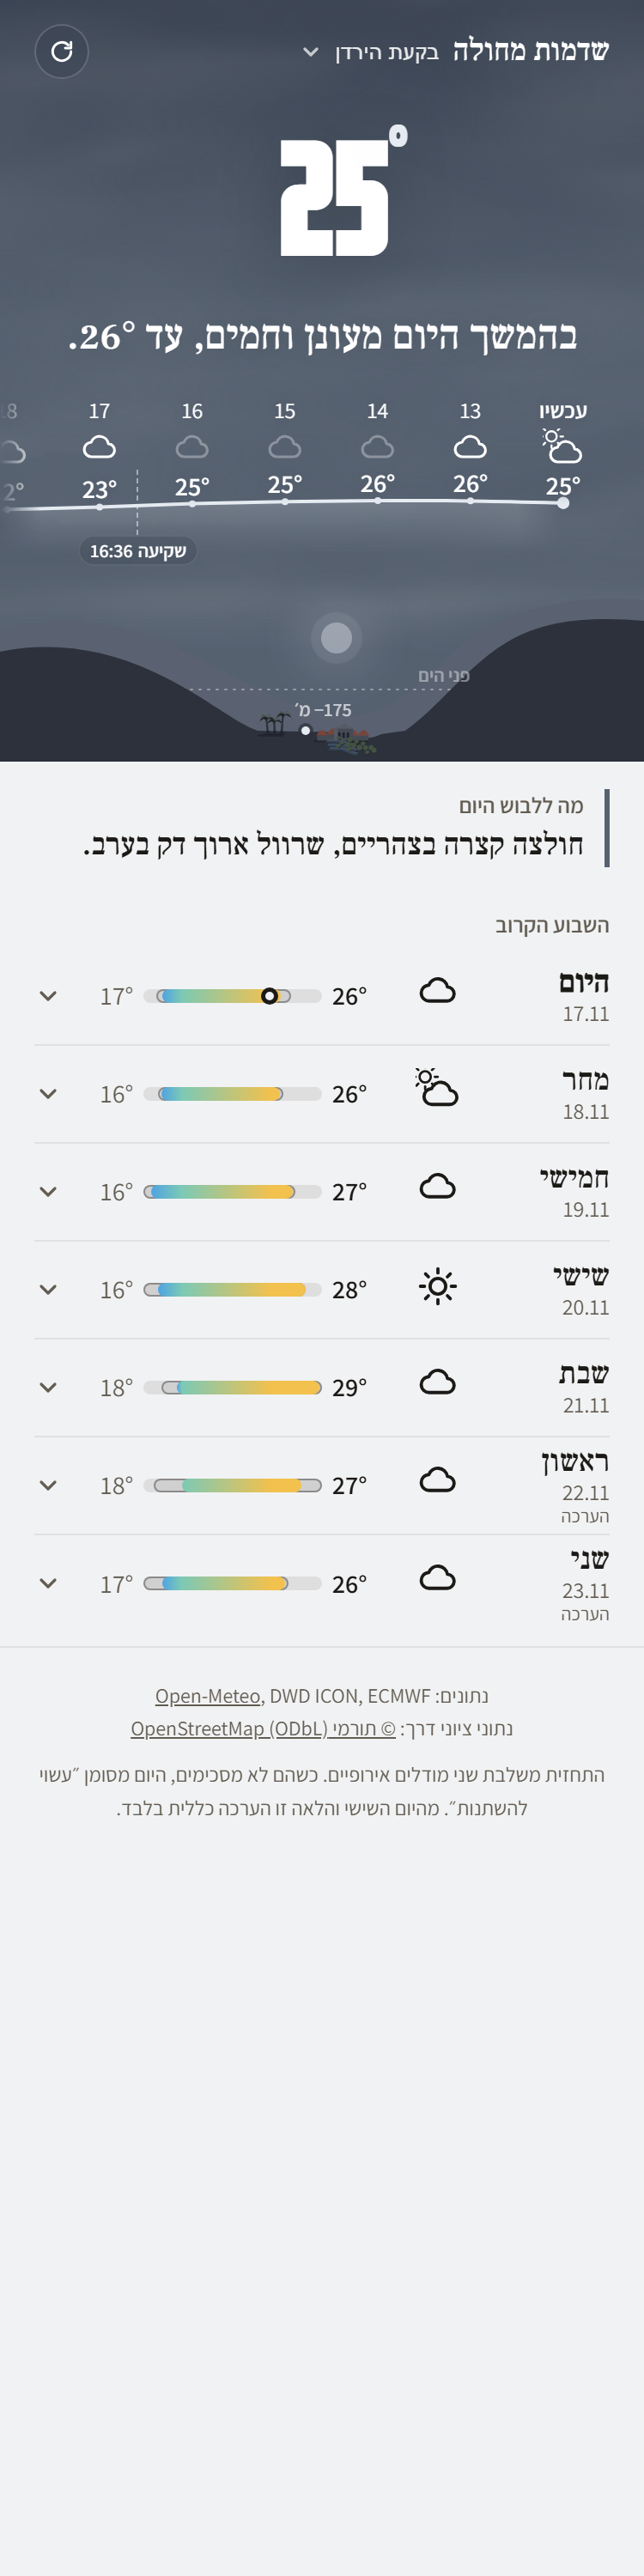 שדמות מחולה בקעת הירדן
25°
בהמשך היום מעונן וחמים, עד 26°.
עכשיו 13 14 15 16 17
25° 26° 26° 25° 25° 23°
שקיעה 16:36
פני הים
−175 מ׳
מה ללבוש היום
חולצה קצרה בצהריים, שרוול ארוך דק בערב.
השבוע הקרוב
היום
17.11
26° 17°
מחר
18.11
26° 16°
חמישי
19.11
27° 16°
שישי
20.11
28° 16°
שבת
21.11
29° 18°
ראשון
22.11
הערכה
27° 18°
שני
23.11
הערכה
26° 17°
נתונים: Open-Meteo, DWD ICON, ECMWF
נתוני ציוני דרך: © תורמי OpenStreetMap (ODbL)
התחזית משלבת שני מודלים אירופיים. כשהם לא מסכימים, היום מסומן ״עשוי
להשתנות״. מהיום השישי והלאה זו הערכה כללית בלבד.